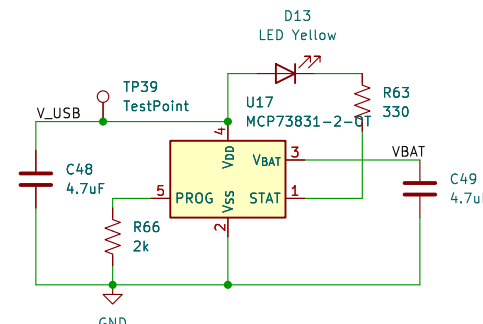 D13
LED Yellow
TP39
TestPoint
U17
MCP73831-2-OT
R63
330
V_USB
4
VDD
VBAT
3
VBAT
C48
4.7uF
5
PROG
VSS
STAT
1
C49
4.7uF
R66
2k
2
GND